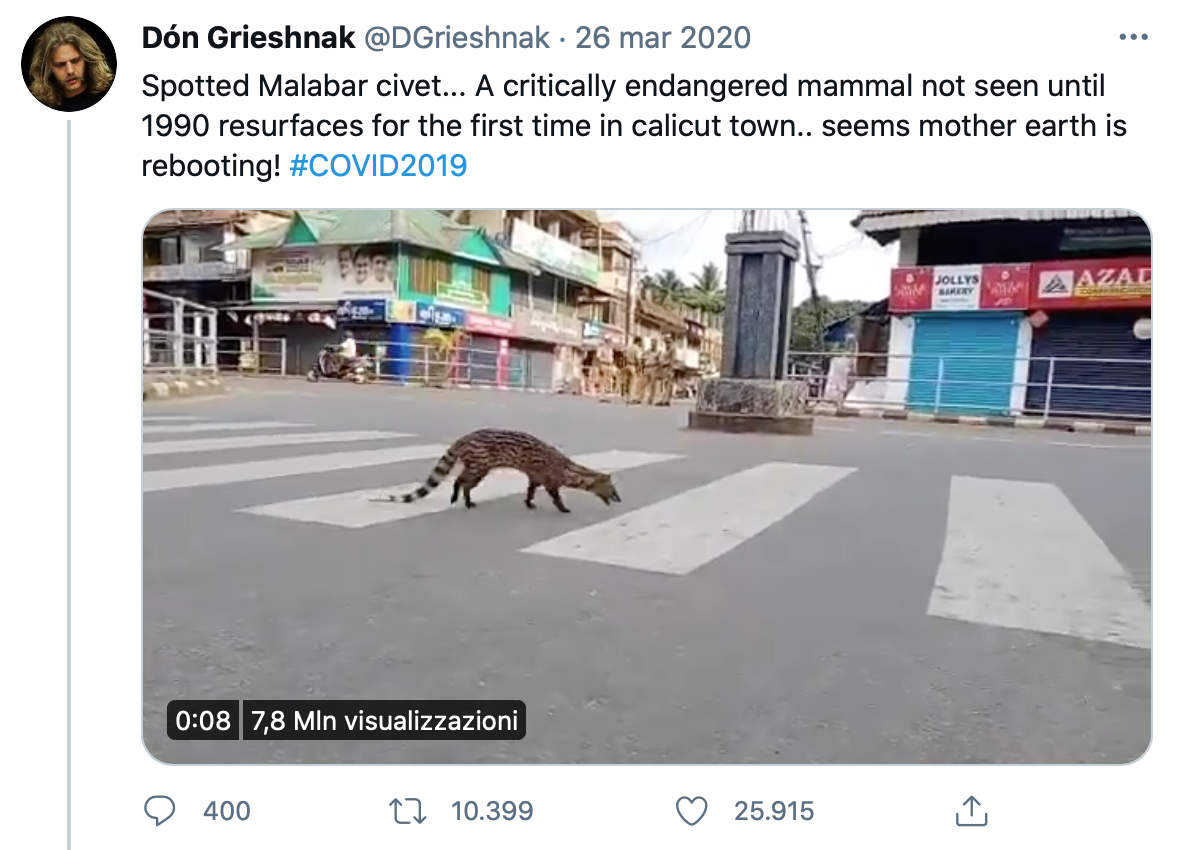 Dón Grieshnak @DGrieshnak · 26 mar 2020
Spotted Malabar civet... A critically endangered mammal not seen until
1990 resurfaces for the first time in calicut town.. seems mother earth is
rebooting! #COVID2019
JOLLYS
BAKERY
AZAD
0:08 7,8 Mln visualizzazioni
400 10.399 25.915